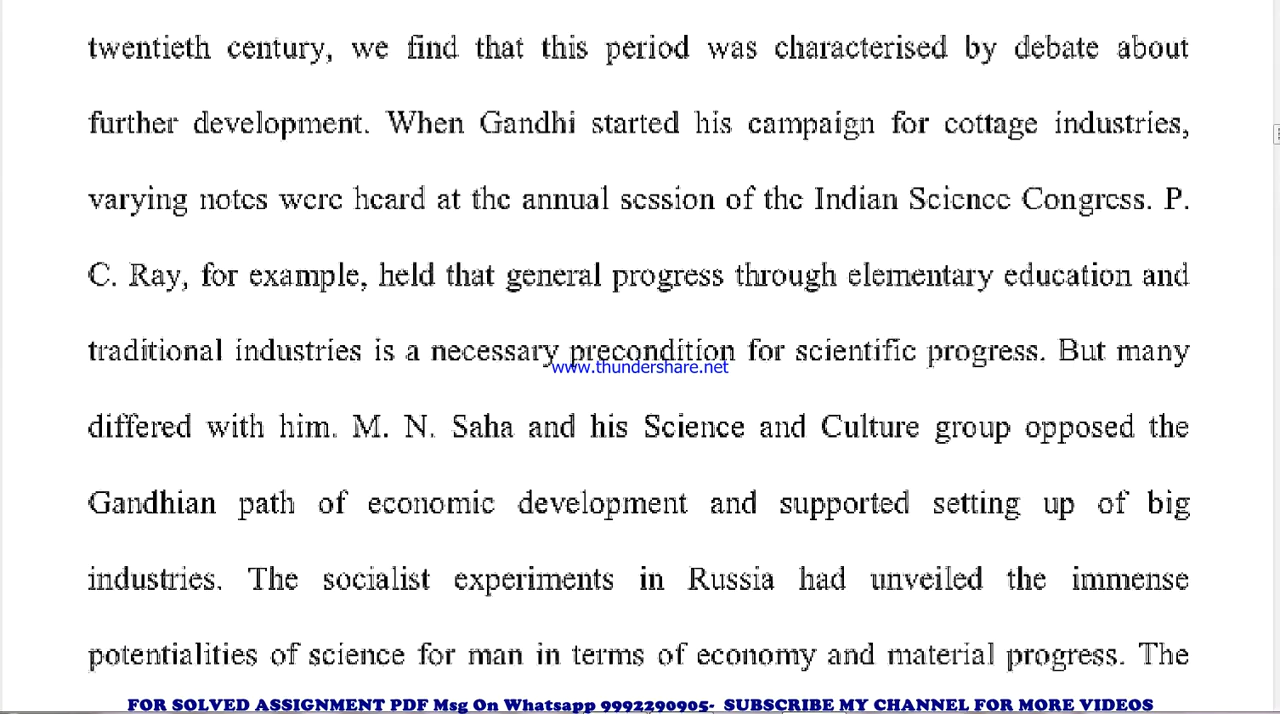 twentieth century, we find that this period was characterised by debate about
further development. When Gandhi started his campaign for cottage industries,
varying notes were heard at the annual session of the Indian Science Congress. P.
C. Ray, for example, held that general progress through elementary education and
traditional industries is a necessary precondition for scientific progress. But many
www.thundershare.net
differed with him. M. N. Saha and his Science and Culture group opposed the
Gandhian path of economic development and supported setting up of big
industries. The socialist experiments in Russia had unveiled the immense
potentialities of science for man in terms of economy and material progress. The
FOR SOLVED ASSIGNMENT PDF Msg On Whatsapp 9992290905- SUBSCRIBE MY CHANNEL FOR MORE VIDEOS